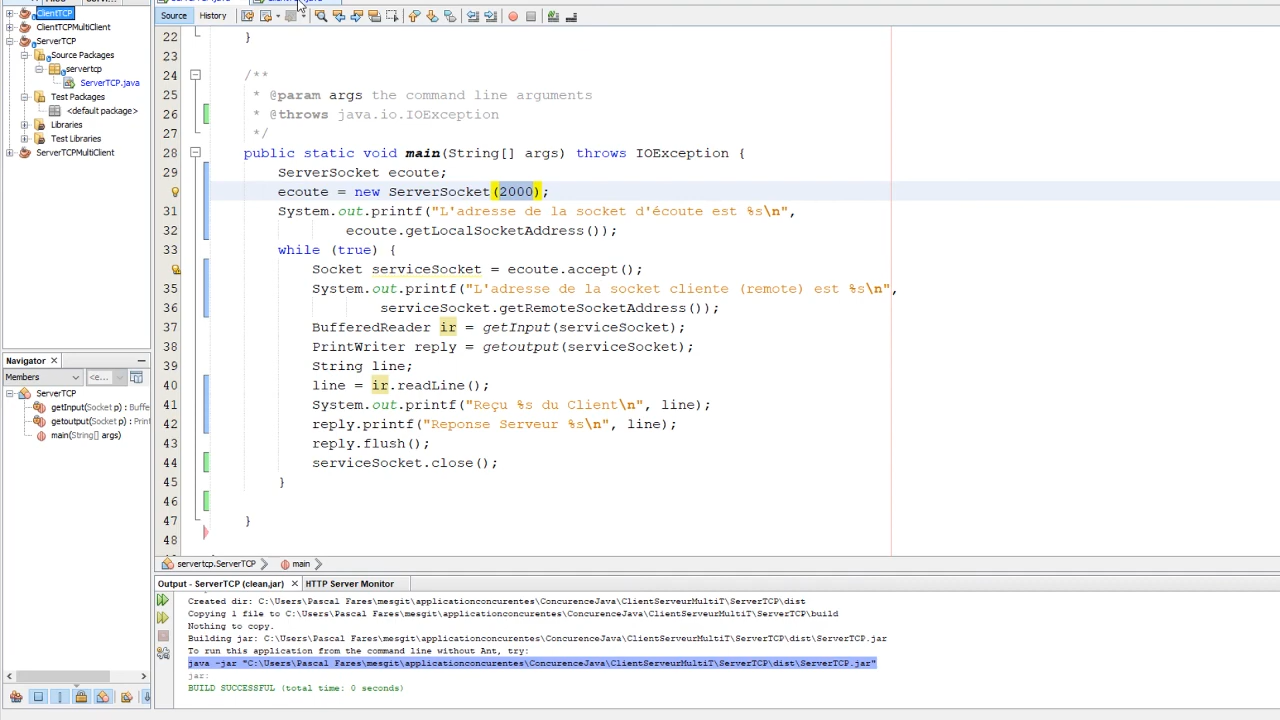 ClientTCP
ClientTCPMultiClient
ServerTCP
Source Packages
servertcp
ServerTCP.java
Test Packages
<default package>
Libraries
Test Libraries
ServerTCPMultiClient
Navigator
Members
<e...
ServerTCP
getInput(Socket p) : Buffe
getoutput(Socket p) : Print
main(String[] args)
Source History
22 }
23
24 /**
25 * @param args the command line arguments
26 * @throws java.io.IOException
27 */
28 public static void main(String[] args) throws IOException {
29 ServerSocket ecoute;
ecoute = new ServerSocket(2000);
31 System.out.printf("L'adresse de la socket d'écoute est %s\n",
32 ecoute.getLocalSocketAddress());
33 while (true) {
Socket serviceSocket = ecoute.accept();
35 System.out.printf("L'adresse de la socket cliente (remote) est %s\n",
36 serviceSocket.getRemoteSocketAddress());
37 BufferedReader ir = getInput(serviceSocket);
38 PrintWriter reply = getoutput(serviceSocket);
39 String line;
40 line = ir.readLine();
41 System.out.printf("Reçu %s du Client\n", line);
42 reply.printf("Reponse Serveur %s\n", line);
43 reply.flush();
44 serviceSocket.close();
45 }
46
47 }
48
servertcp.ServerTCP main
Output - ServerTCP (clean,jar) HTTP Server Monitor
Created dir: C:\Users\Pascal Fares\mesgit\applicationconcurentes\ConcurenceJava\ClientServeurMultiT\ServerTCP\dist
Copying 1 file to C:\Users\Pascal Fares\mesgit\applicationconcurentes\ConcurenceJava\ClientServeurMultiT\ServerTCP\build
Nothing to copy.
Building jar: C:\Users\Pascal Fares\mesgit\applicationconcurentes\ConcurenceJava\ClientServeurMultiT\ServerTCP\dist\ServerTCP.jar
To run this application from the command line without Ant, try:
java -jar "C:\Users\Pascal Fares\mesgit\applicationconcurentes\ConcurenceJava\ClientServeurMultiT\ServerTCP\dist\ServerTCP.jar"
jar:
BUILD SUCCESSFUL (total time: 0 seconds)